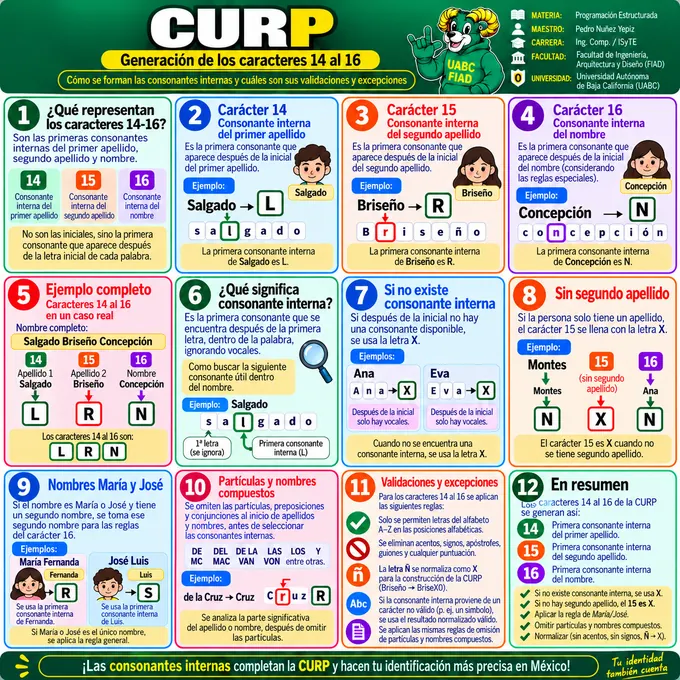 CURP
Generación de los caracteres 14 al 16
Cómo se forman las consonantes internas y cuáles son sus validaciones y excepciones
UABC
FIAD
MATERIA: Programación Estructurada
MAESTRO: Pedro Nuñez Yepiz
CARRERA: Ing. Comp. / ISyTE
FACULTAD: Facultad de Ingeniería,
Arquitectura y Diseño (FIAD)
UNIVERSIDAD: Universidad Autónoma
de Baja California (UABC)
1 ¿Qué representan
los caracteres 14-16?
Son las primeras consonantes
internas del primer apellido,
segundo apellido y nombre.
14
Consonante
interna del
primer apellido
15
Consonante
interna del
segundo apellido
16
Consonante
interna del
nombre
No son las iniciales, sino la primera
consonante que aparece después
de la letra inicial de cada palabra.
2 Carácter 14
Consonante interna
del primer apellido
Es la primera consonante que
aparece después de la inicial
del primer apellido.
Salgado
Ejemplo:
Salgado → L
s a l g a d o
La primera consonante interna
de Salgado es L.
3 Carácter 15
Consonante interna
del segundo apellido
Es la primera consonante que
aparece después de la inicial
del segundo apellido.
Briseño
Ejemplo:
Briseño → R
B r i s e ñ o
La primera consonante interna
de Briseño es R.
4 Carácter 16
Consonante interna
del nombre
Es la primera consonante que
aparece después de la inicial
del nombre (considerando
las reglas especiales).
Concepción
Ejemplo:
Concepción → N
c o n c e p c i ó n
La primera consonante interna
de Concepción es N.
5 Ejemplo completo
Caracteres 14 al 16
en un caso real
Nombre completo:
Salgado Briseño Concepción
14
Apellido 1
Salgado
L
15
Apellido 2
Briseño
R
16
Nombre
Concepción
N
Los caracteres 14 al 16 son:
L R N
6 ¿Qué significa
consonante interna?
Es la primera consonante que se
encuentra después de la primera
letra, dentro de la palabra,
ignorando vocales.
Como buscar la siguiente
consonante útil dentro
del nombre.
Ejemplo: Salgado
s a l g a d o
1ª letra
(se ignora)
Primera consonante
interna (L)
7 Si no existe
consonante interna
Si después de la inicial no hay
una consonante disponible,
se usa la letra X.
Ejemplos:
Ana
A n a → X
Después de la inicial
solo hay vocales.
Eva
E v a → X
Después de la inicial
solo hay vocales.
Cuando no se encuentra una
consonante interna, se usa la letra X.
8 Sin segundo apellido
Si la persona solo tiene un apellido,
el carácter 15 se llena con la letra X.
Ejemplo:
Montes
Montes
N
15
(sin segundo
apellido)
X
16
Ana
N
El carácter 15 es X cuando no
se tiene segundo apellido.
9 Nombres María y José
Si el nombre es María o José y tiene
un segundo nombre, se toma ese
segundo nombre para las reglas
del carácter 16.
Ejemplos:
María Fernanda
Fernanda
→ R
Se usa la primera consonante
interna de Fernanda.
José Luis
Luis
→ S
Se usa la primera consonante
interna de Luis.
Si María o José es el único nombre,
se aplica la regla general.
10 Partículas y nombres
compuestos
Se omiten las partículas, preposiciones
y conjunciones al inicio de apellidos
y nombres, antes de seleccionar
las consonantes internas.
DE DEL DE LA LAS LOS Y
MC MAC VAN VON entre otras.
Ejemplo:
de la Cruz → Cruz C r u z R
Se analiza la parte significativa
del apellido o nombre, después de omitir
las partículas.
11 Validaciones y excepciones
Para los caracteres 14 al 16 se aplican
las siguientes reglas:
Solo se permiten letras del alfabeto
A–Z en las posiciones alfabéticas.
Se eliminan acentos, signos, apóstrofes,
guiones y cualquier puntuación.
ñ La letra Ñ se normaliza como X
para la construcción de la CURP
(Briseño → BriseXO).
Abc Si la consonante interna proviene de un
carácter no válido (p. ej. un símbolo),
se usa el resultado normalizado válido.
Se aplican las mismas reglas de omisión
de partículas y nombres compuestos.
12 En resumen
Los caracteres 14 al 16 de la CURP
se generan así:
14 Primera consonante interna
del primer apellido.
15 Primera consonante interna
del segundo apellido.
16 Primera consonante interna
del nombre.
Si no existe consonante interna, se usa X.
Si no hay segundo apellido, el 15 es X.
Aplicar la regla de María/José.
Omitir partículas y nombres compuestos.
Normalizar (sin acentos, sin signos, Ñ → X).
¡Las consonantes internas completan la CURP y hacen tu identificación más precisa en México!
Tu identidad
también cuenta